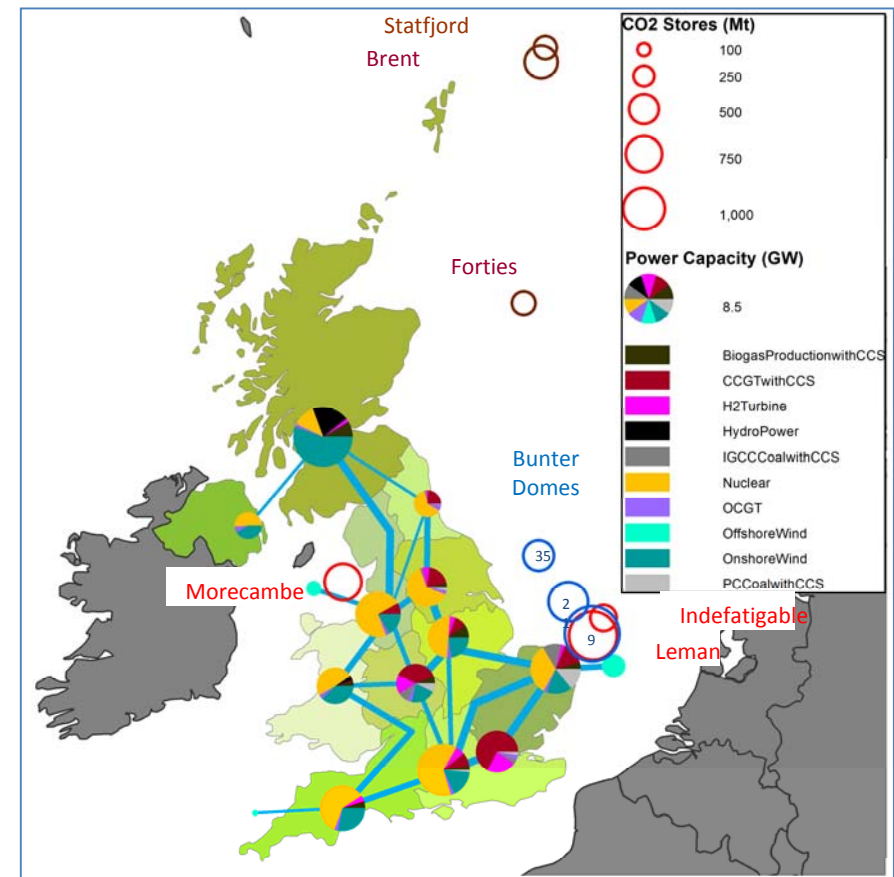 Statfjord
Brent
Forties
Bunter
Domes
35
2
9
Morecambe
Indefatigable
Leman
CO2 Stores (Mt)
100
250
500
750
1,000
Power Capacity (GW)
8.5
BiogasProductionwithCCS
CCGTwithCCS
H2Turbine
HydroPower
IGCCCoalwithCCS
Nuclear
OCGT
OffshoreWind
OnshoreWind
PCCoalwithCCS